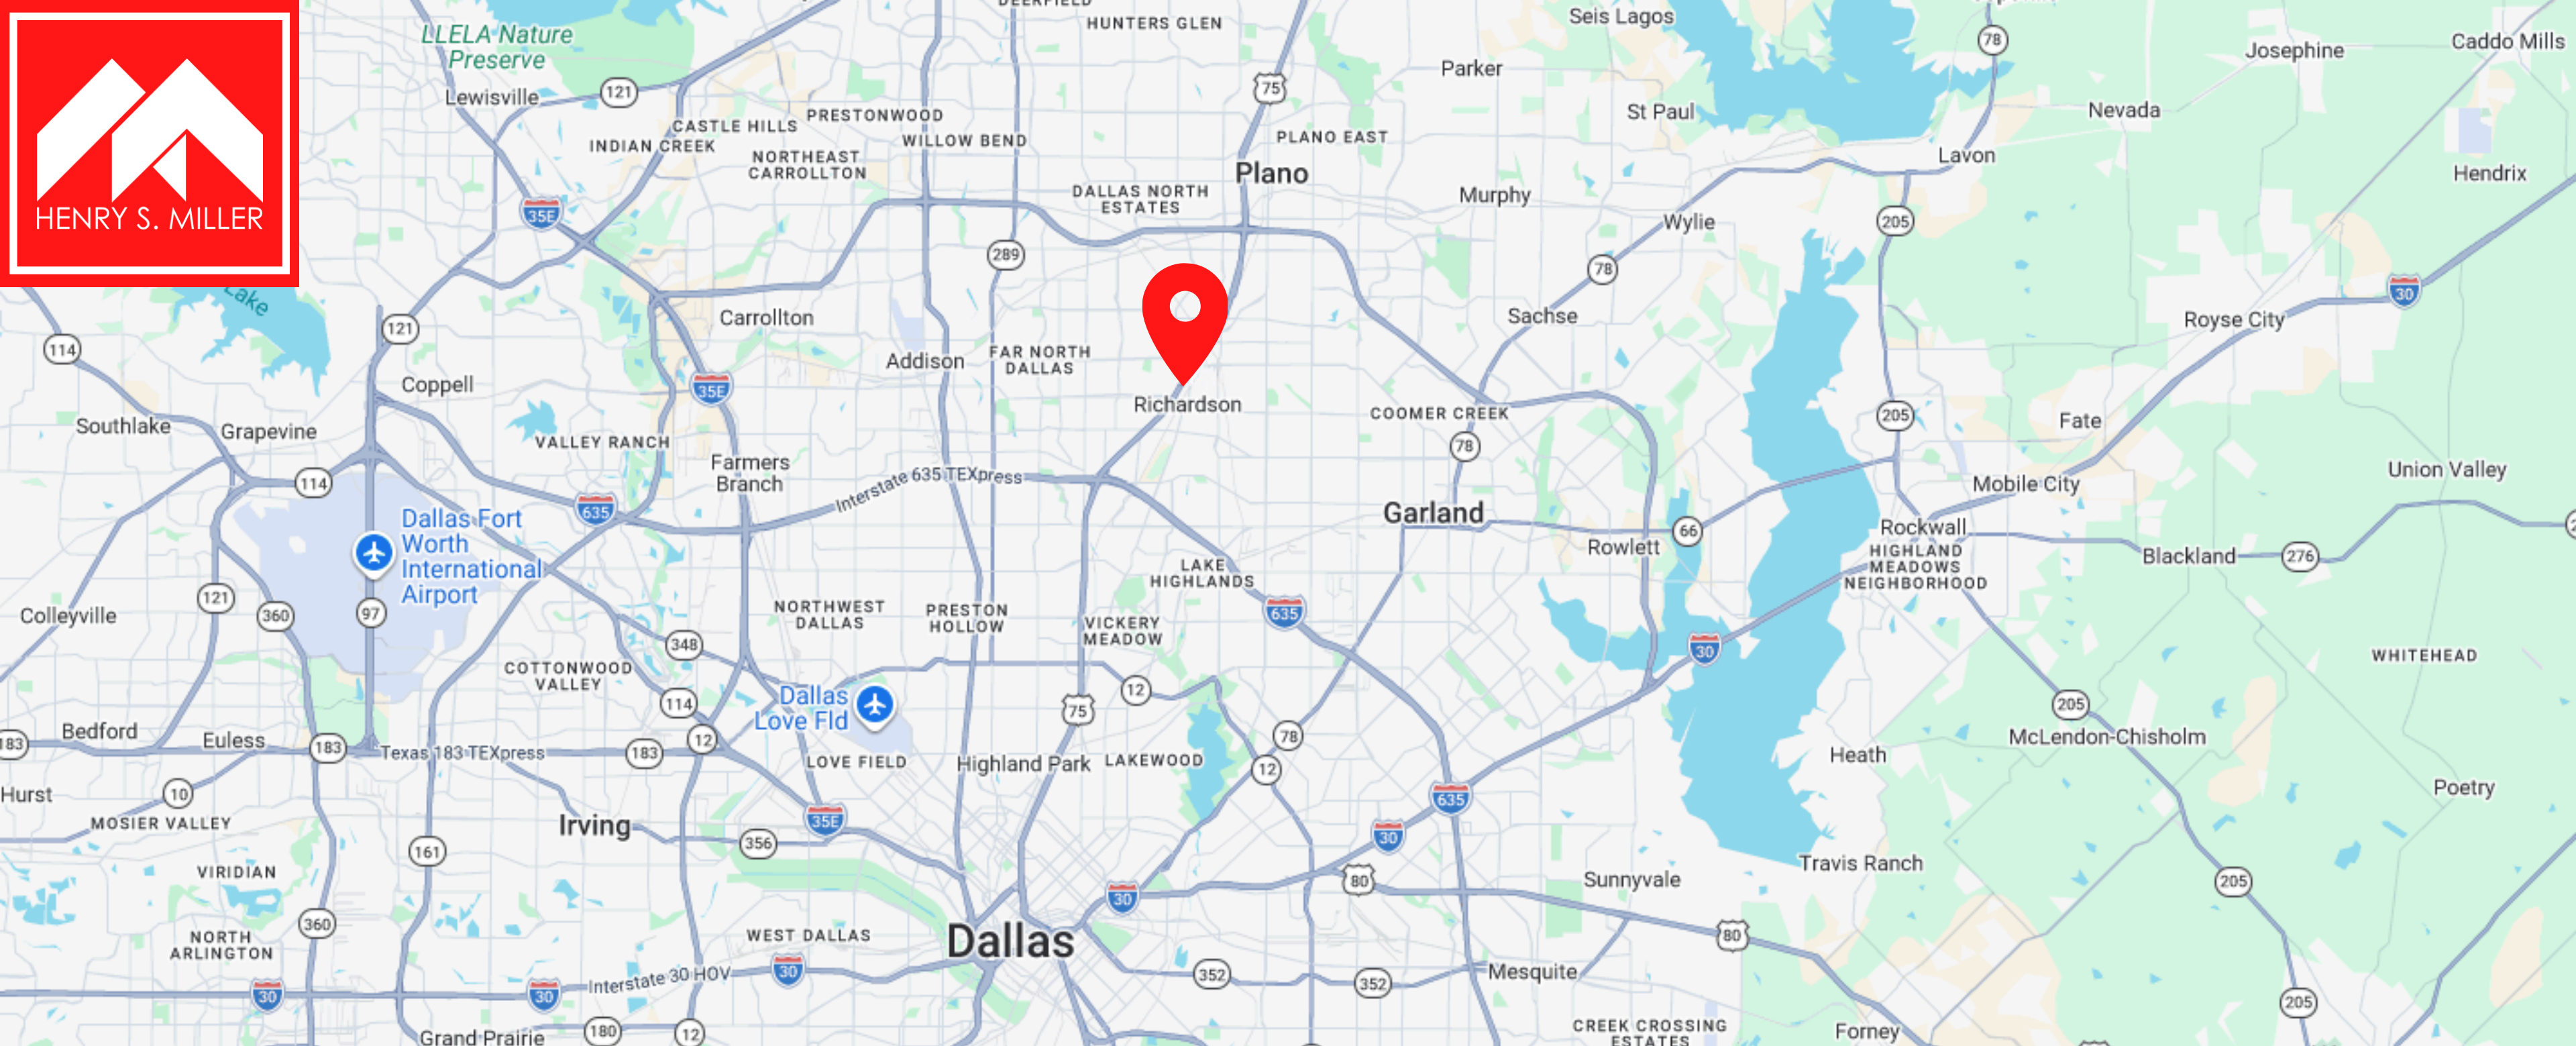 HENRY S. MILLER
LLELA Nature
Preserve
HUNTERS GLEN
Seis Lagos
78
Josephine
Caddo Mills
Lewisville
121
75
Parker
CASTLE HILLS
PRESTONWOOD
St Paul
Nevada
INDIAN CREEK
WILLOW BEND
PLANO EAST
NORTHEAST
CARROLLTON
Plano
Lavon
Hendrix
35E
DALLAS NORTH
ESTATES
Murphy
Wylie
205
289
78
30
Lake
121
Carrollton
Sachse
Royse City
114
Addison
FAR NORTH
DALLAS
Coppell
35E
Richardson
COOMER CREEK
205
Fate
Southlake
Grapevine
VALLEY RANCH
78
Farmers
Branch
Interstate 635 TEXpress
Union Valley
114
Mobile City
635
Garland
Dallas Fort
Worth
International
Airport
66
Rockwall
Rowlett
HIGHLAND
MEADOWS
NEIGHBORHOOD
Blackland
276
LAKE
HIGHLANDS
121
360
97
Colleyville
NORTHWEST
DALLAS
PRESTON
HOLLOW
635
VICKERY
MEADOW
348
30
WHITEHEAD
COTTONWOOD
VALLEY
12
114
Dallas
Love Fld
75
205
Bedford
Euless
183
183
Texas 183 TEXpress
183
12
78
McLendon-Chisholm
LOVE FIELD
Highland Park
LAKEWOOD
12
Heath
Hurst
10
635
Poetry
MOSIER VALLEY
Irving
35E
30
356
161
VIRIDIAN
80
Sunnyvale
Travis Ranch
205
30
360
NORTH
ARLINGTON
WEST DALLAS
Dallas
80
30
30
Interstate 30 HOV
30
352
352
Mesquite
205
Grand Prairie
180
12
CREEK CROSSING
ESTATES
Forney